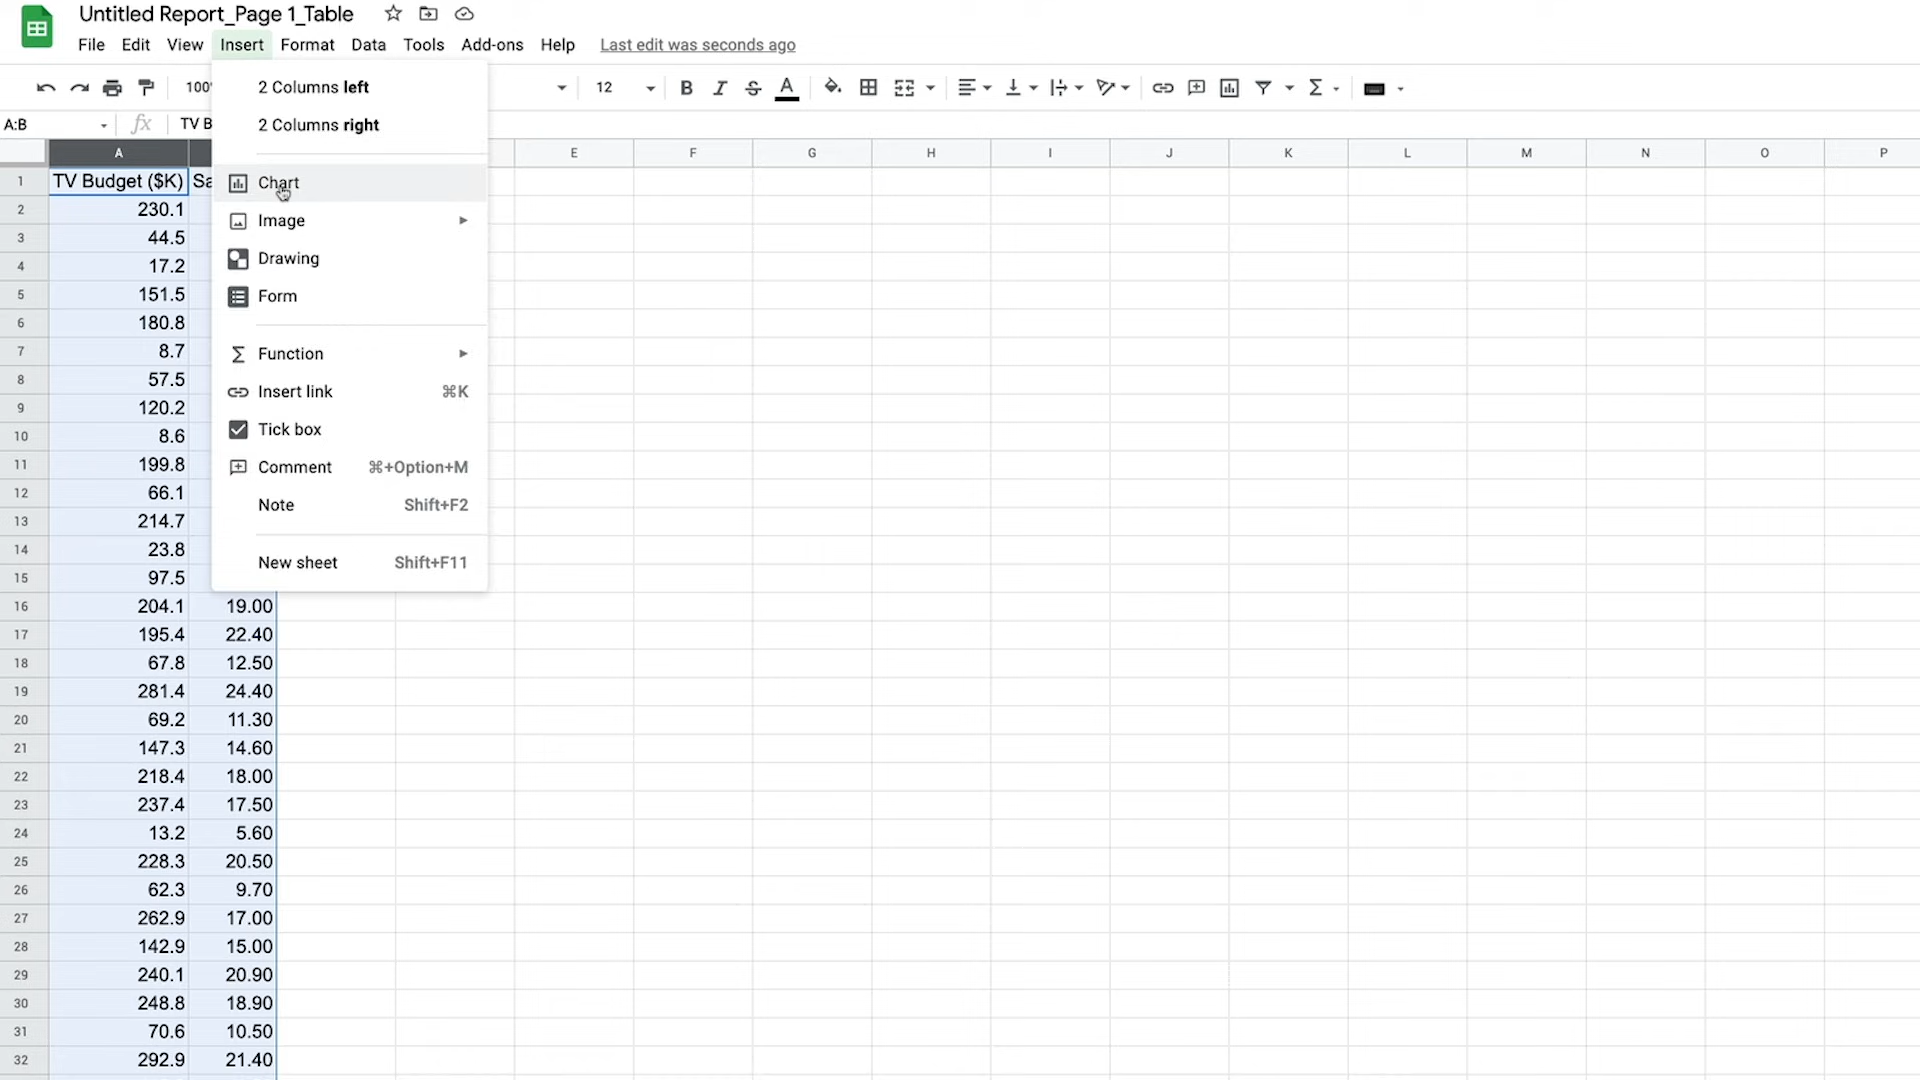 Untitled Report_Page 1_Table
File Edit View Insert Format Data Tools Add-ons Help Last edit was seconds ago
100 12 B I S A
A:B fx TV B
A E F G H I J K L M N O P
1 TV Budget ($K) Sa
2 230.1
3 44.5
4 17.2
5 151.5
6 180.8
7 8.7
8 57.5
9 120.2
10 8.6
11 199.8
12 66.1
13 214.7
14 23.8
15 97.5
16 204.1 19.00
17 195.4 22.40
18 67.8 12.50
19 281.4 24.40
20 69.2 11.30
21 147.3 14.60
22 218.4 18.00
23 237.4 17.50
24 13.2 5.60
25 228.3 20.50
26 62.3 9.70
27 262.9 17.00
28 142.9 15.00
29 240.1 20.90
30 248.8 18.90
31 70.6 10.50
32 292.9 21.40
2 Columns left
2 Columns right
Chart
Image
Drawing
Form
Function
Insert link ⌘K
Tick box
Comment ⌘+Option+M
Note Shift+F2
New sheet Shift+F11